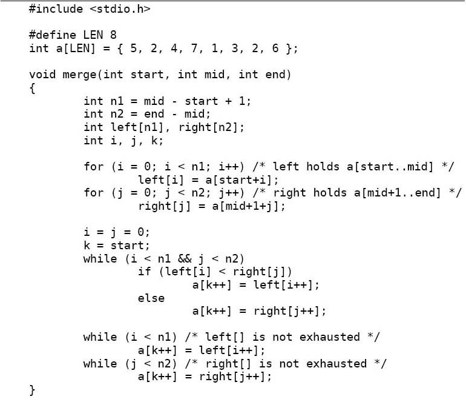 #include <stdio.h>

#define LEN 8
int a[LEN] = { 5, 2, 4, 7, 1, 3, 2, 6 };

void merge(int start, int mid, int end)
{
        int n1 = mid - start + 1;
        int n2 = end - mid;
        int left[n1], right[n2];
        int i, j, k;

        for (i = 0; i < n1; i++) /* left holds a[start..mid] */
                left[i] = a[start+i];
        for (j = 0; j < n2; j++) /* right holds a[mid+1..end] */
                right[j] = a[mid+1+j];

        i = j = 0;
        k = start;
        while (i < n1 && j < n2)
                if (left[i] < right[j])
                        a[k++] = left[i++];
                else
                        a[k++] = right[j++];

        while (i < n1) /* left[] is not exhausted */
                a[k++] = left[i++];
        while (j < n2) /* right[] is not exhausted */
                a[k++] = right[j++];
}